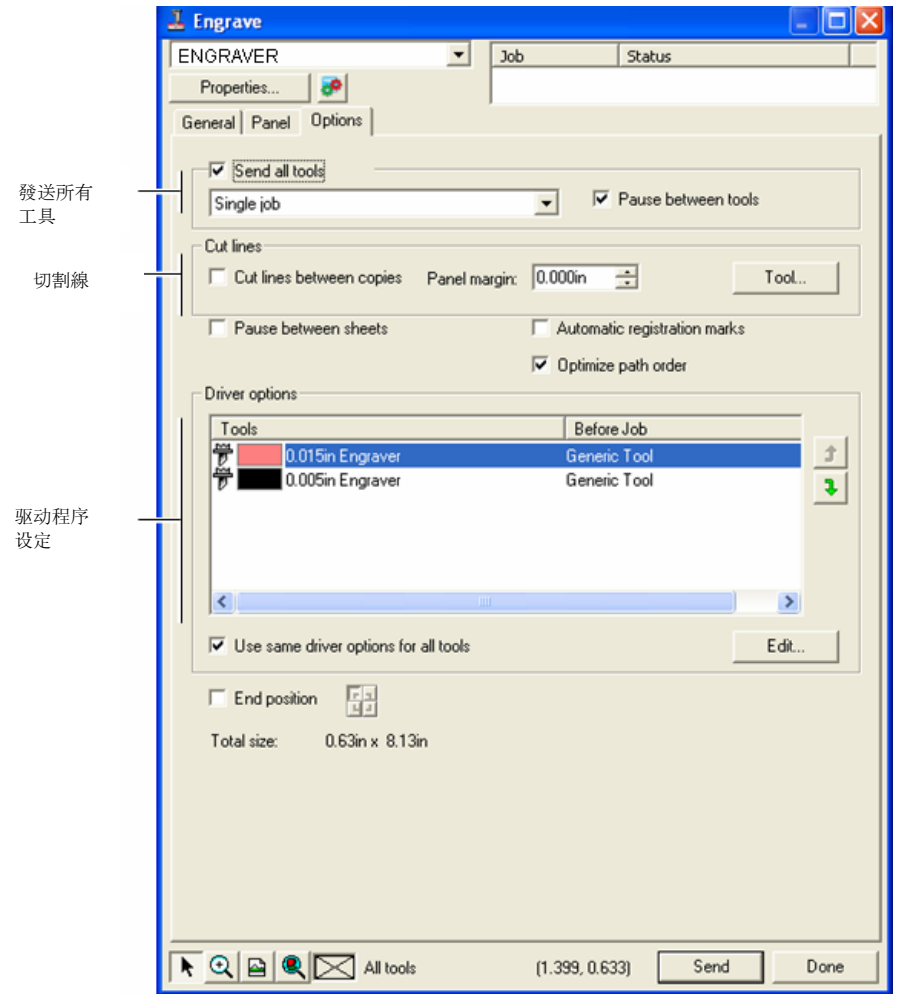 Engrave
ENGRAVER
Job Status
Properties...
General Panel Options
發送所有
工具
Send all tools
Single job
Pause between tools
切割線
Cut lines
Cut lines between copies Panel margin: 0.000in Tool...
Pause between sheets Automatic registration marks
Optimize path order
驱动程序
设定
Driver options
Tools Before Job
0.015in Engraver Generic Tool
0.005in Engraver Generic Tool
Use same driver options for all tools Edit...
End position
Total size: 0.63in x 8.13in
All tools (1.399, 0.633) Send Done